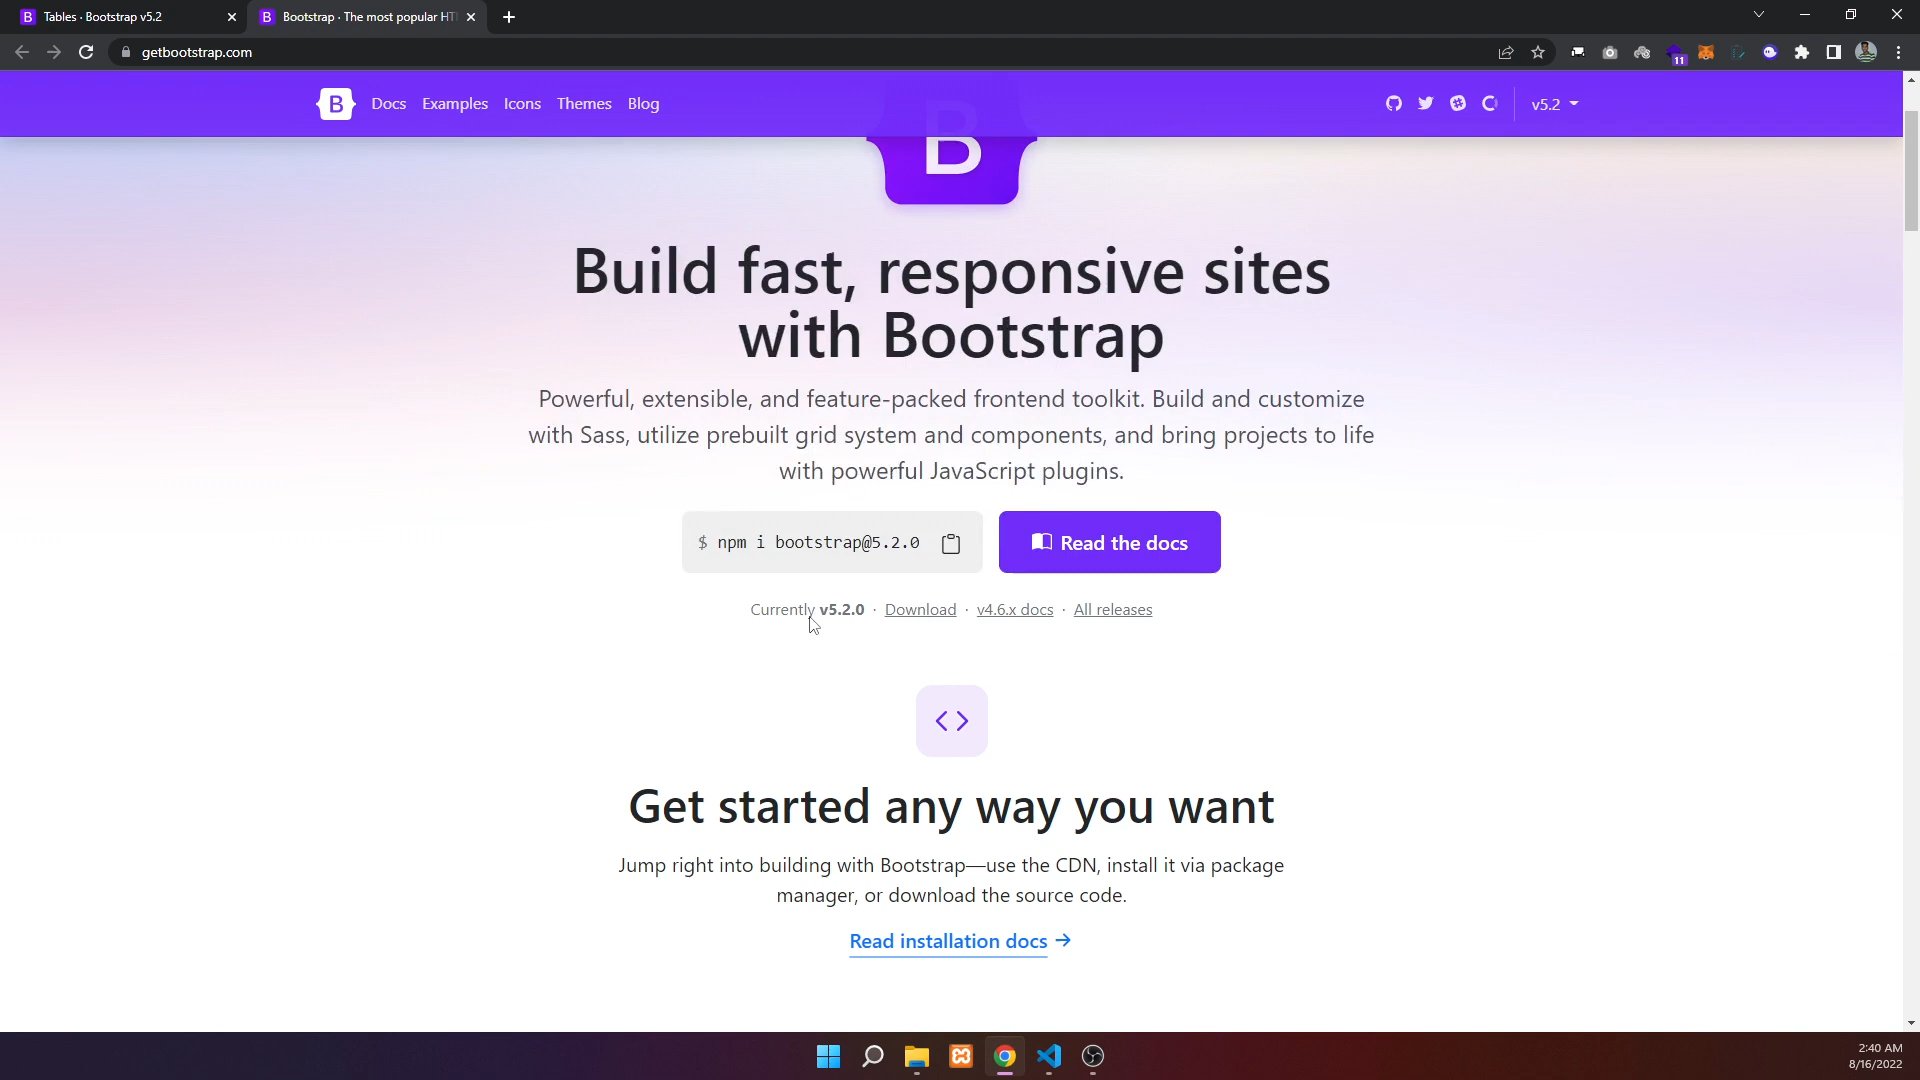 Tables · Bootstrap v5.2
Bootstrap · The most popular HT
getbootstrap.com
11
B
Docs
Examples
Icons
Themes
Blog
v5.2
B
Build fast, responsive sites
with Bootstrap
Powerful, extensible, and feature-packed frontend toolkit. Build and customize
with Sass, utilize prebuilt grid system and components, and bring projects to life
with powerful JavaScript plugins.
$ npm i bootstrap@5.2.0
Read the docs
Currently v5.2.0 · Download · v4.6.x docs · All releases
Get started any way you want
Jump right into building with Bootstrap—use the CDN, install it via package
manager, or download the source code.
Read installation docs
2:40 AM
8/16/2022